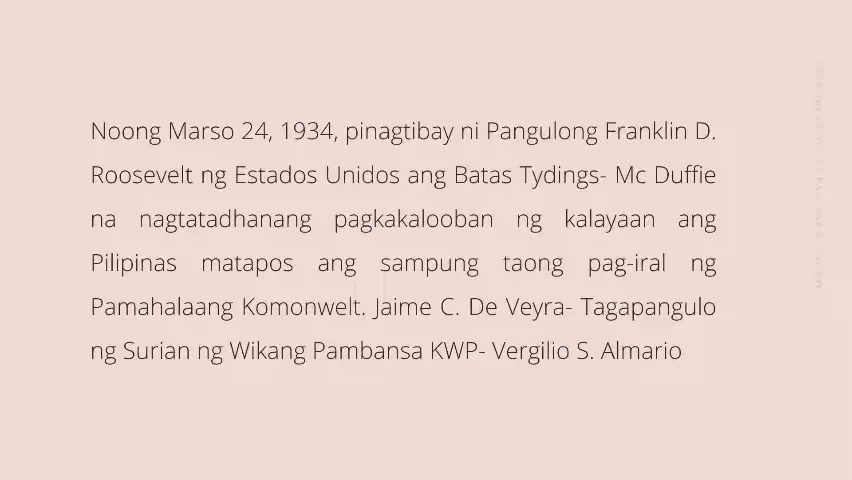 Noong Marso 24, 1934, pinagtibay ni Pangulong Franklin D.
Roosevelt ng Estados Unidos ang Batas Tydings- Mc Duffie
na nagtatadhanang pagkakalooban ng kalayaan ang
Pilipinas matapos ang sampung taong pag-iral ng
Pamahalaang Komonwelt. Jaime C. De Veyra- Tagapangulo
ng Surian ng Wikang Pambansa KWP- Vergilio S. Almario